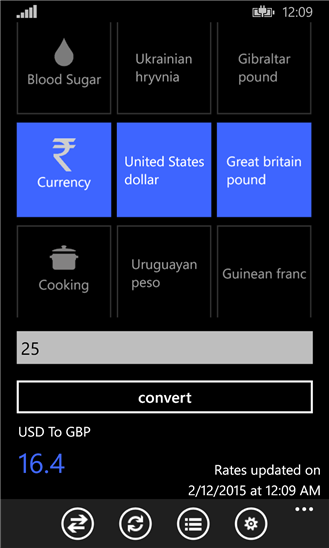 12:09
Blood Sugar
Ukrainian
hryvnia
Gibraltar
pound
Currency
United States
dollar
Great britain
pound
Cooking
Uruguayan
peso
Guinean franc
25
convert
USD To GBP
16.4
Rates updated on
2/12/2015 at 12:09 AM